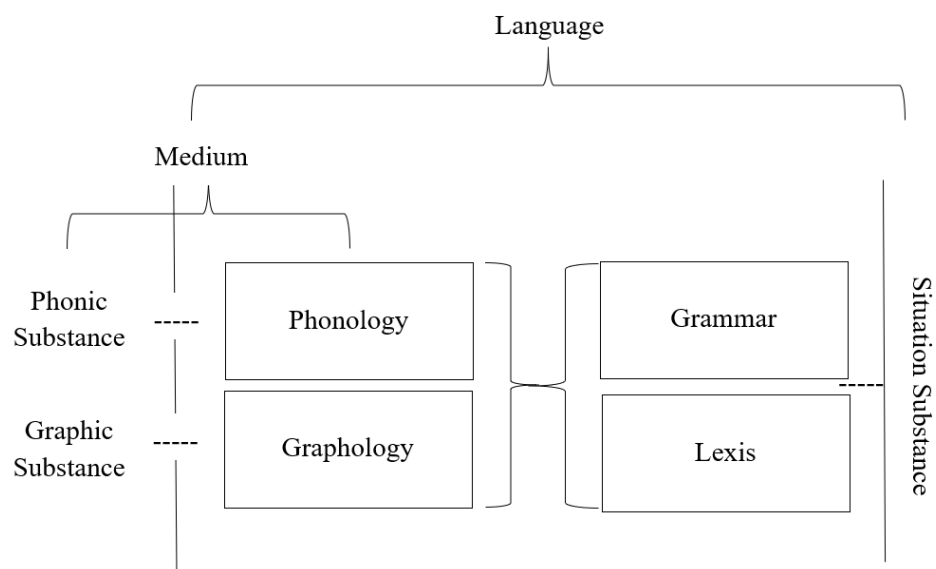 Language
Medium
Phonic
Substance
Phonology
Grammar
Graphic
Substance
Graphology
Lexis
Situation Substance